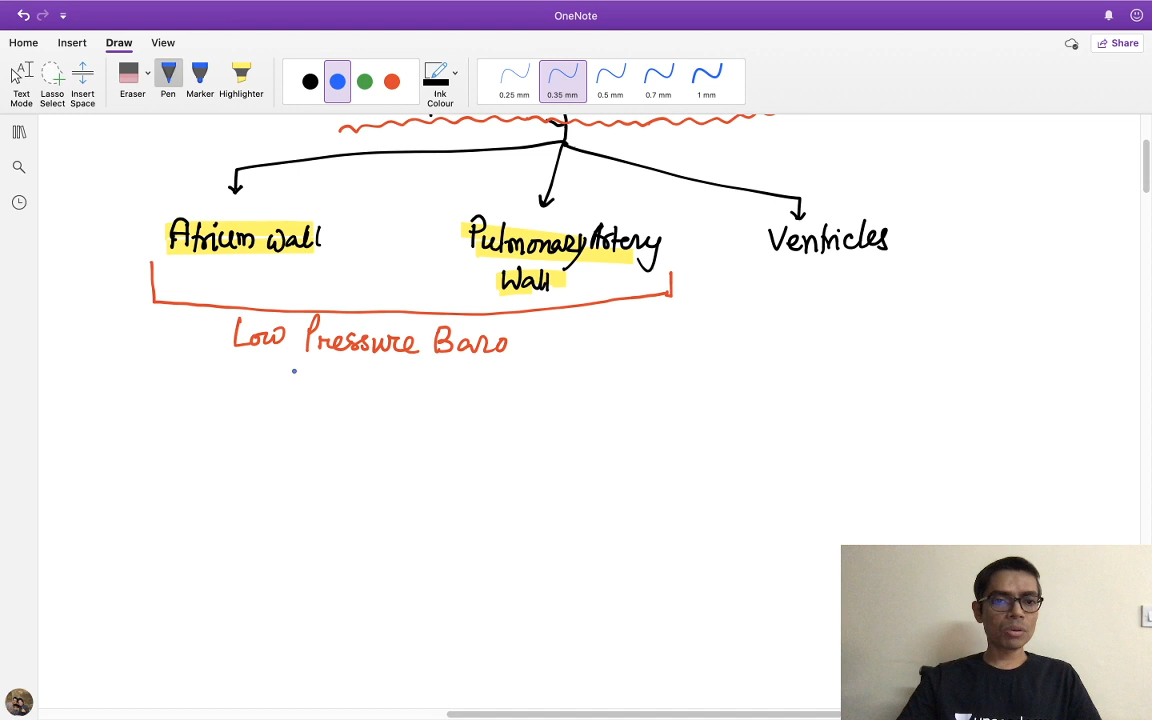 OneNote
Home Insert Draw View
Share
Text Mode
Lasso Select
Insert Space
Eraser
Pen
Marker
Highlighter
Ink Colour
0.25 mm
0.35 mm
0.5 mm
0.7 mm
1 mm
Atrium wall
Pulmonary Artery
Wall
Ventricles
Low Pressure Baro